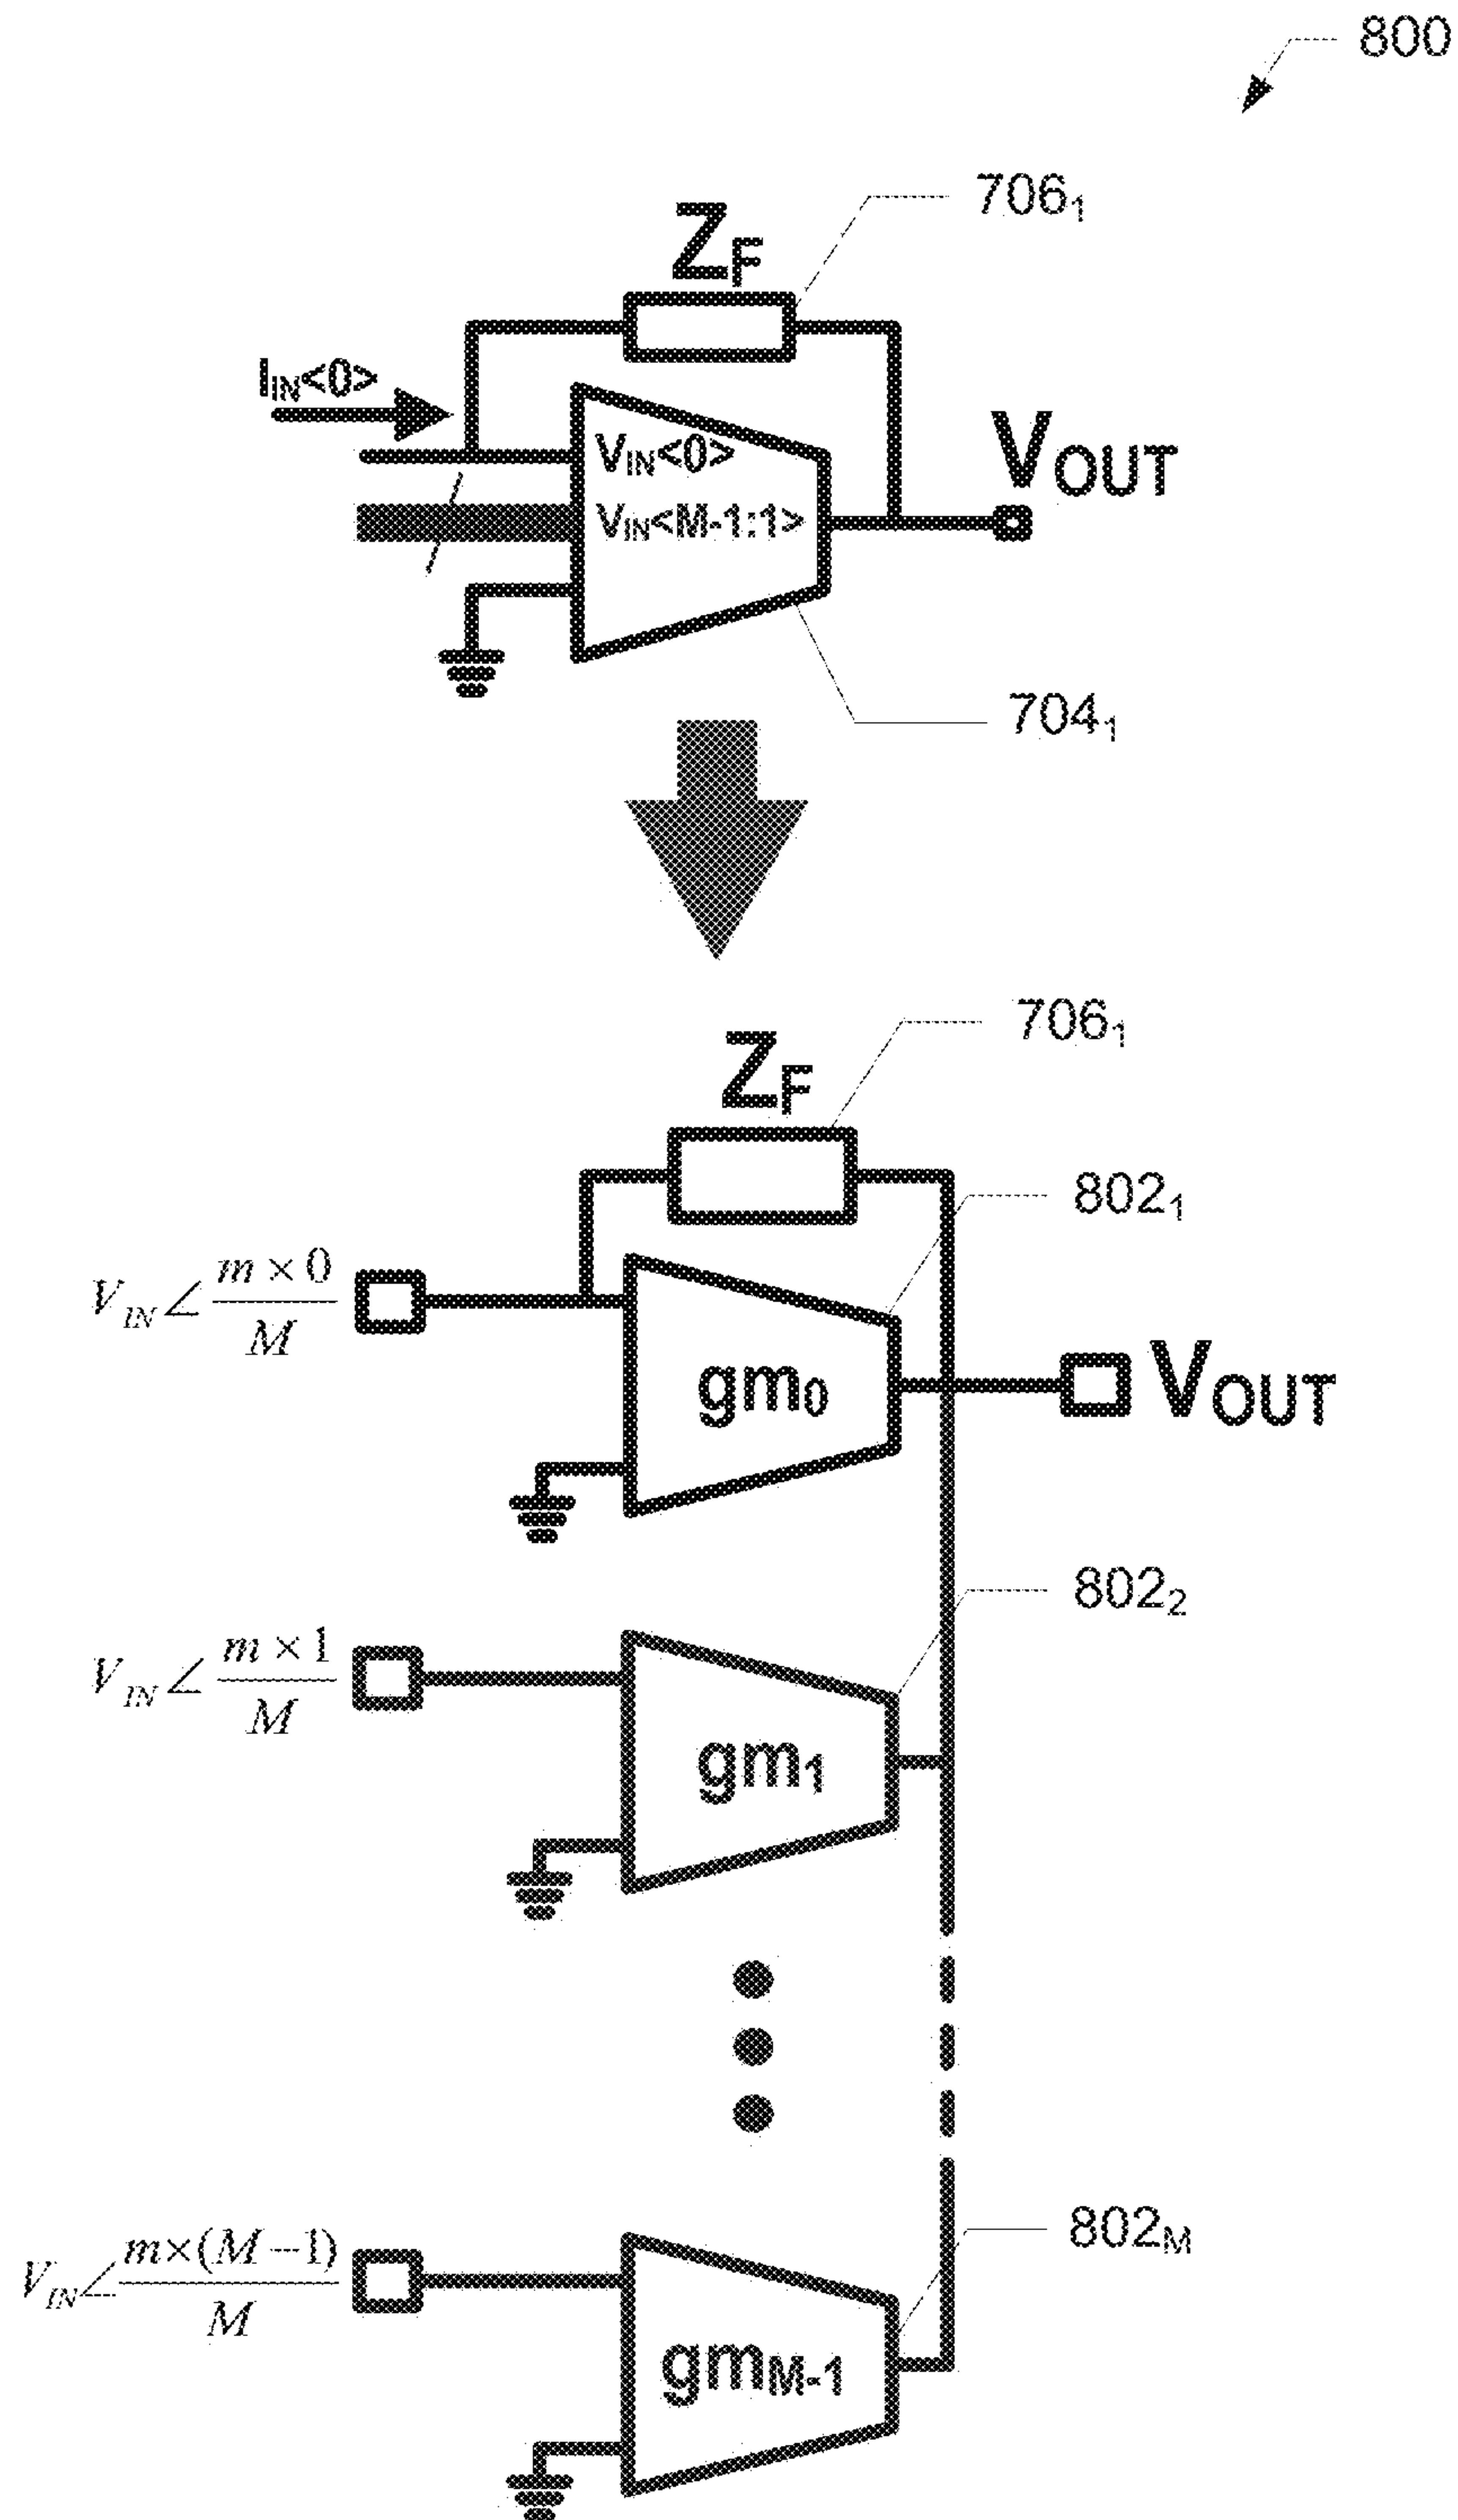 800
706₁
Z_F
I_IN<0>
V_IN<0>
V_IN<M-1:1>
V_OUT
704₁
706₁
Z_F
802₁
V_IN∠ m×0/M
gm₀
V_OUT
802₂
V_IN∠ m×1/M
gm₁
802_M
V_IN∠ m×(M-1)/M
gm_M-1